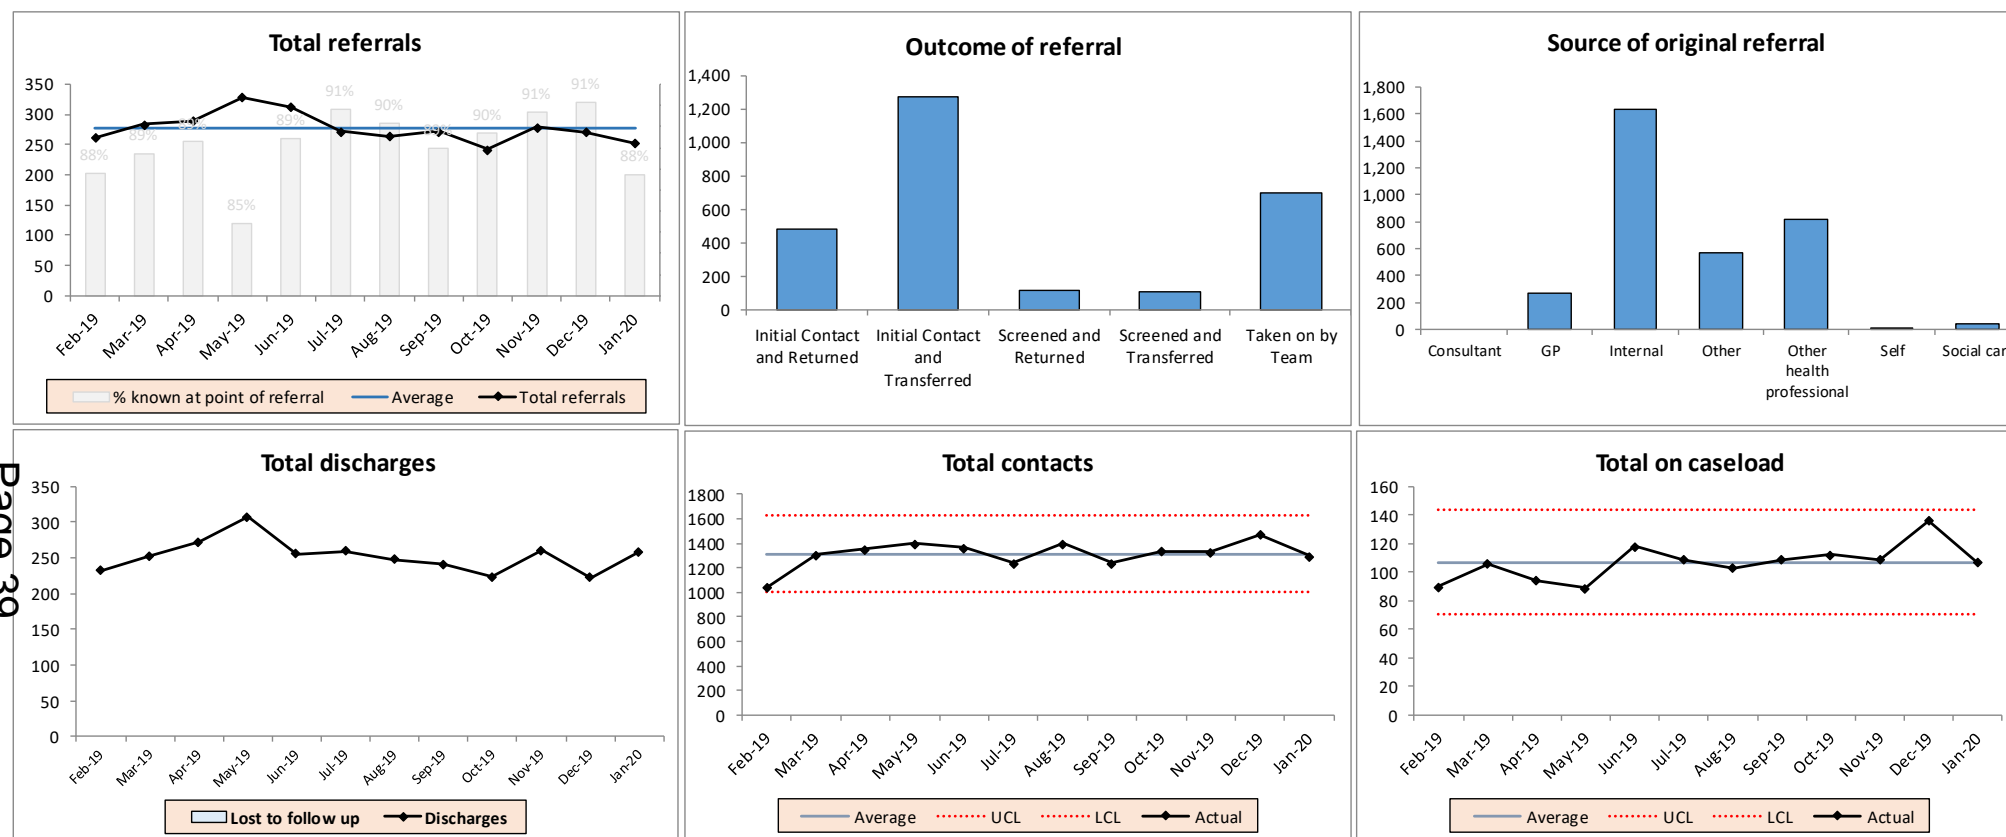 Total referrals
350
300
250
200
150
100
50
0
88%
89%
89%
85%
89%
91%
90%
89%
90%
91%
91%
88%
Feb-19
Mar-19
Apr-19
May-19
Jun-19
Jul-19
Aug-19
Sep-19
Oct-19
Nov-19
Dec-19
Jan-20
% known at point of referral
Average
Total referrals
Outcome of referral
1,400
1,200
1,000
800
600
400
200
0
Initial Contact
and Returned
Initial Contact
and
Transferred
Screened and
Returned
Screened and
Transferred
Taken on by
Team
Source of original referral
1,800
1,600
1,400
1,200
1,000
800
600
400
200
0
Consultant
GP
Internal
Other
Other
health
professional
Self
Social car
Page 39
Total discharges
350
300
250
200
150
100
50
0
Feb-19
Mar-19
Apr-19
May-19
Jun-19
Jul-19
Aug-19
Sep-19
Oct-19
Nov-19
Dec-19
Jan-20
Lost to follow up
Discharges
Total contacts
1800
1600
1400
1200
1000
800
600
400
200
0
Feb-19
Mar-19
Apr-19
May-19
Jun-19
Jul-19
Aug-19
Sep-19
Oct-19
Nov-19
Dec-19
Jan-20
Average
UCL
LCL
Actual
Total on caseload
160
140
120
100
80
60
40
20
0
Feb-19
Mar-19
Apr-19
May-19
Jun-19
Jul-19
Aug-19
Sep-19
Oct-19
Nov-19
Dec-19
Jan-20
Average
UCL
LCL
Actual